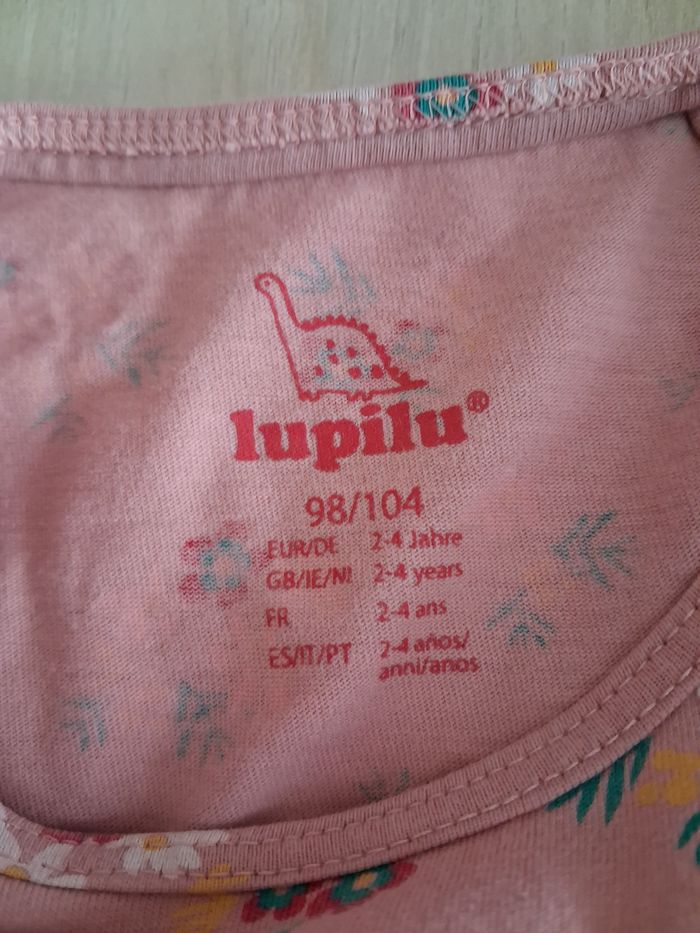 lupilu®
98/104
EUR/DE 2-4 Jahre
GB/IE/NI 2-4 years
FR 2-4 ans
ES/IT/PT 2-4 años/
anni/anos